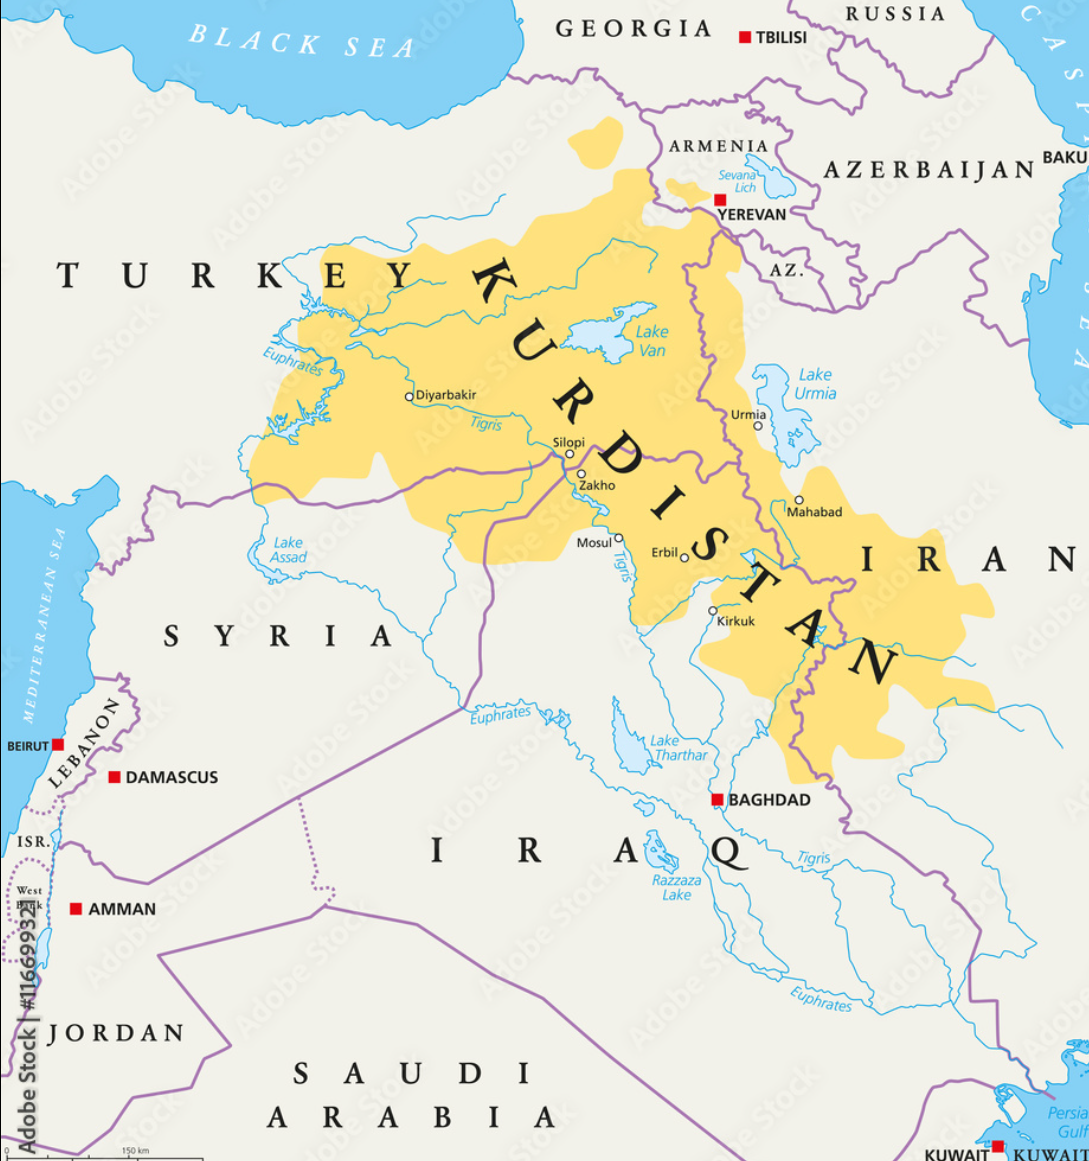 BLACK SEA
GEORGIA
TBILISI
RUSSIA
CASP
ARMENIA
Sevana
Lich
YEREVAN
AZERBAIJAN
BAKU
SEA
TURKEY
AZ.
KURDISTAN
Lake
Van
Euphrates
Diyarbakir
Tigris
Lake
Urmia
Urmia
Silopi
Zakho
Mahabad
Mosul
Erbil
Tigris
Kirkuk
IRAN
MEDITERRANEAN SEA
Lake
Assad
SYRIA
Euphrates
Lake
Tharthar
LEBANON
BEIRUT
DAMASCUS
BAGHDAD
ISR.
IRAQ
Tigris
West
Razzaza
Lake
AMMAN
Euphrates
JORDAN
SAUDI
ARABIA
Persia
Gulf
KUWAIT
KUWAIT
0
150 km
Adobe Stock | #116699321